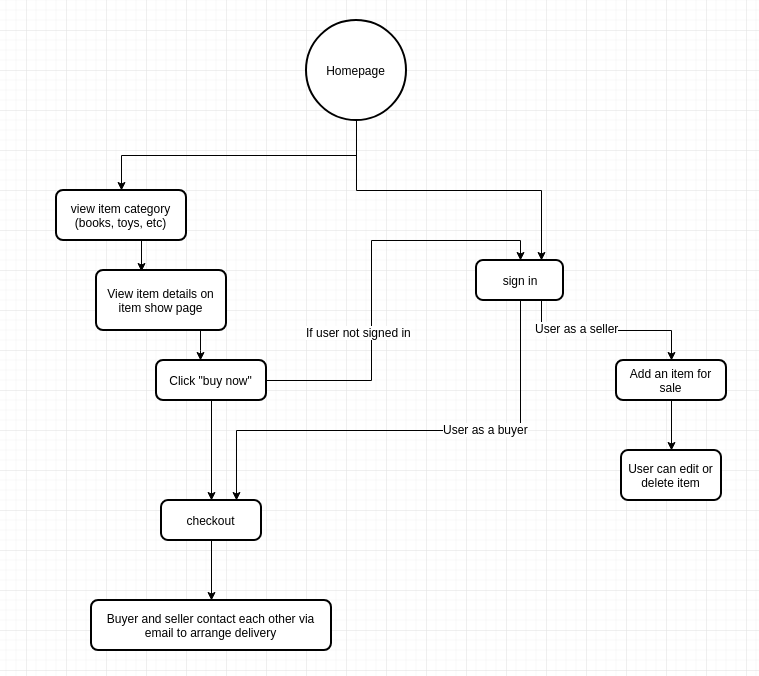 Homepage
view item category
(books, toys, etc)
View item details on
item show page
sign in
If user not signed in
User as a seller
Click "buy now"
Add an item for
sale
User as a buyer
User can edit or
delete item
checkout
Buyer and seller contact each other via
email to arrange delivery